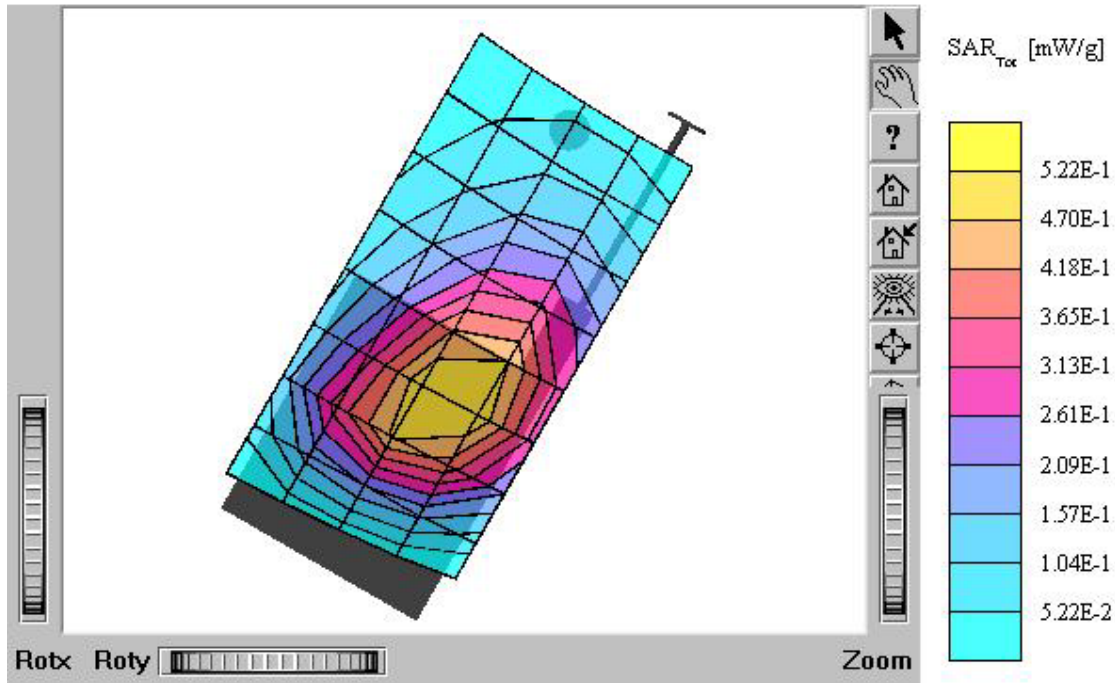 SAR_Tot [mW/g]
?
5.22E-1
4.70E-1
4.18E-1
3.65E-1
3.13E-1
2.61E-1
2.09E-1
1.57E-1
1.04E-1
5.22E-2
Rotx Roty Zoom